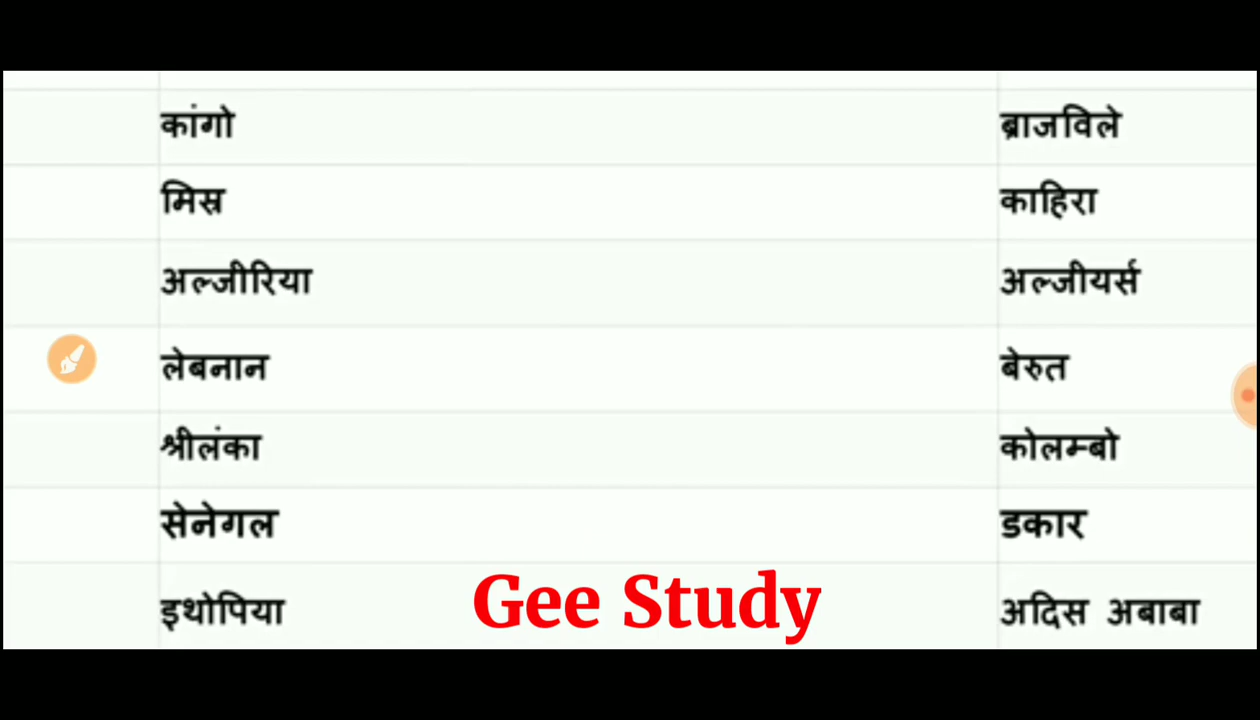 कांगो ब्राजविले
मिस्र काहिरा
अल्जीरिया अल्जीयर्स
लेबनान बेरुत
श्रीलंका कोलम्बो
सेनेगल डकार
इथोपिया अदिस अबाबा
Gee Study